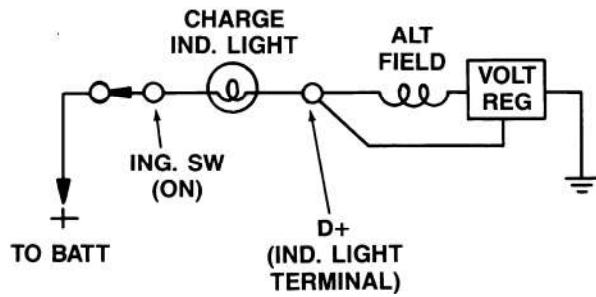 CHARGE
IND. LIGHT
ALT
FIELD
VOLT
REG
ING. SW
(ON)
D+
(IND. LIGHT
TERMINAL)
+
TO BATT